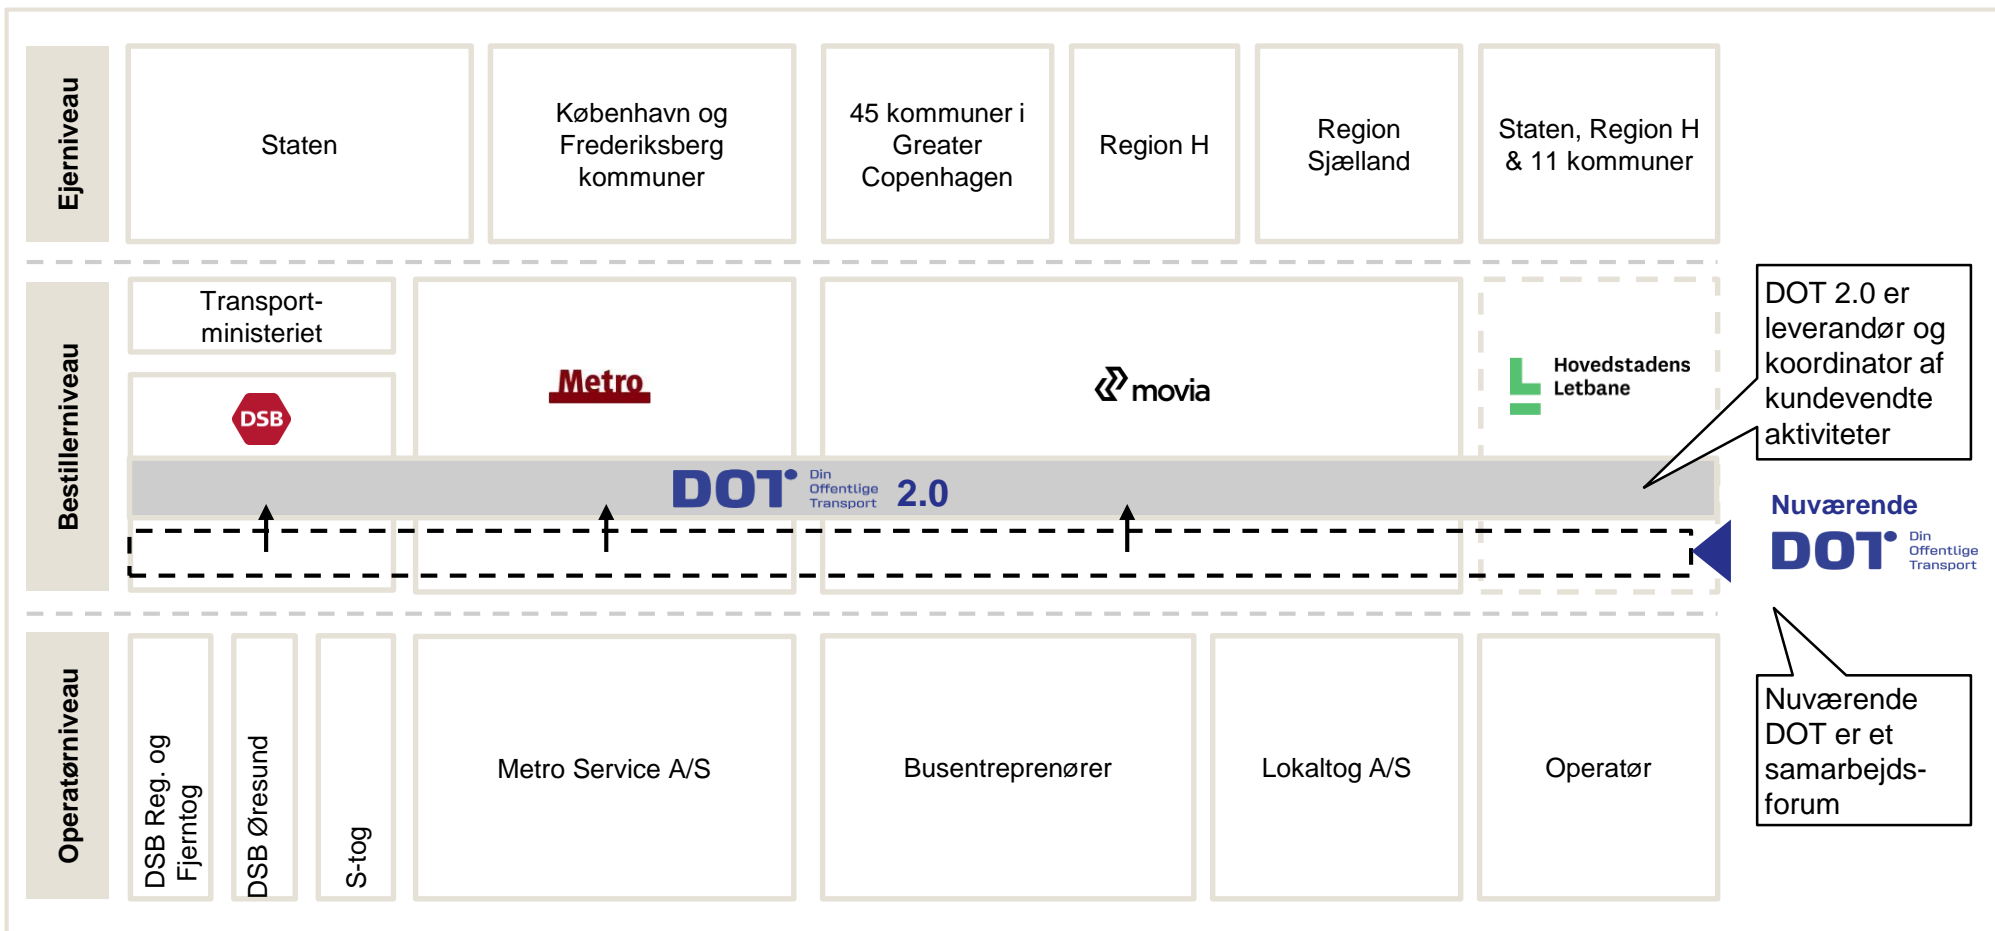 Ejerniveau
Staten
København og
Frederiksberg
kommuner
45 kommuner i
Greater
Copenhagen
Region H
Region
Sjælland
Staten, Region H
& 11 kommuner
Bestillerniveau
Transport-
ministeriet
DSB
Metro
movia
Hovedstadens
Letbane
DOT Din
Offentlige
Transport
2.0
DOT 2.0 er
leverandør og
koordinator af
kundevendte
aktiviteter
Nuværende
DOT Din
Offentlige
Transport
Operatørniveau
DSB Reg. og
Fjerntog
DSB Øresund
S-tog
Metro Service A/S
Busentreprenører
Lokaltog A/S
Operatør
Nuværende
DOT er et
samarbejds-
forum